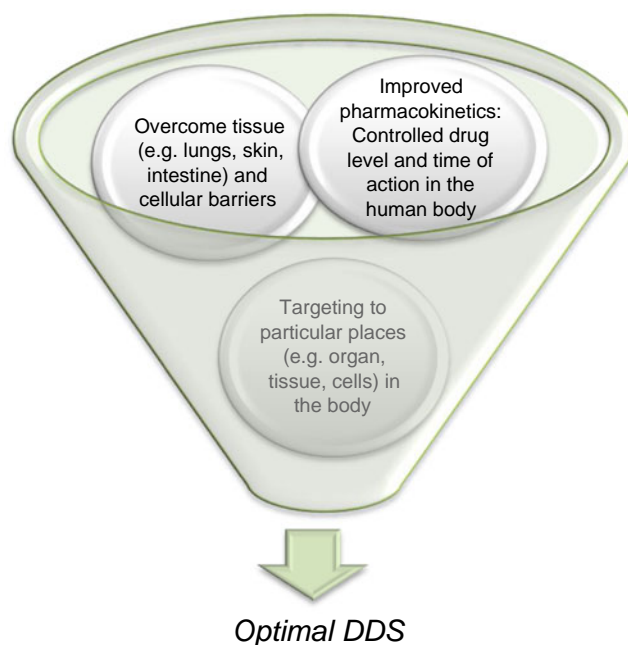 Overcome tissue
(e.g. lungs, skin,
intestine) and
cellular barriers
Improved
pharmacokinetics:
Controlled drug
level and time of
action in the
human body
Targeting to
particular places
(e.g. organ,
tissue, cells) in
the body
Optimal DDS